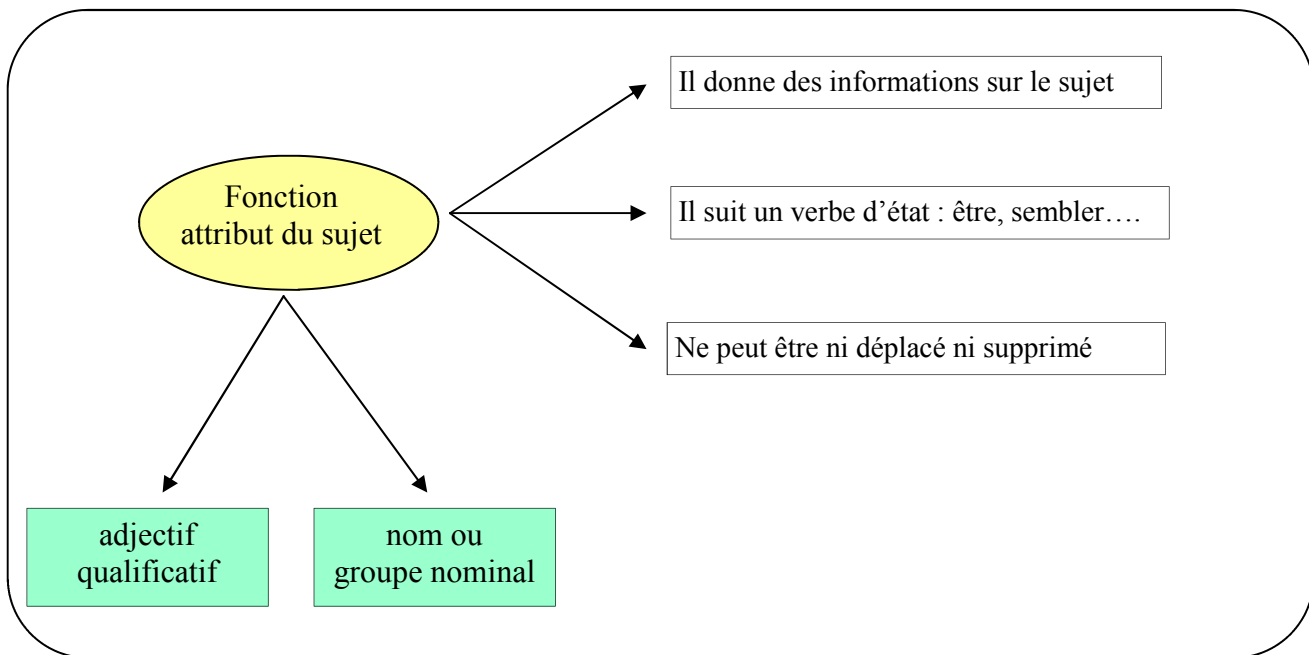 Il donne des informations sur le sujet
Fonction
attribut du sujet
Il suit un verbe d’état : être, sembler….
Ne peut être ni déplacé ni supprimé
adjectif
qualificatif
nom ou
groupe nominal